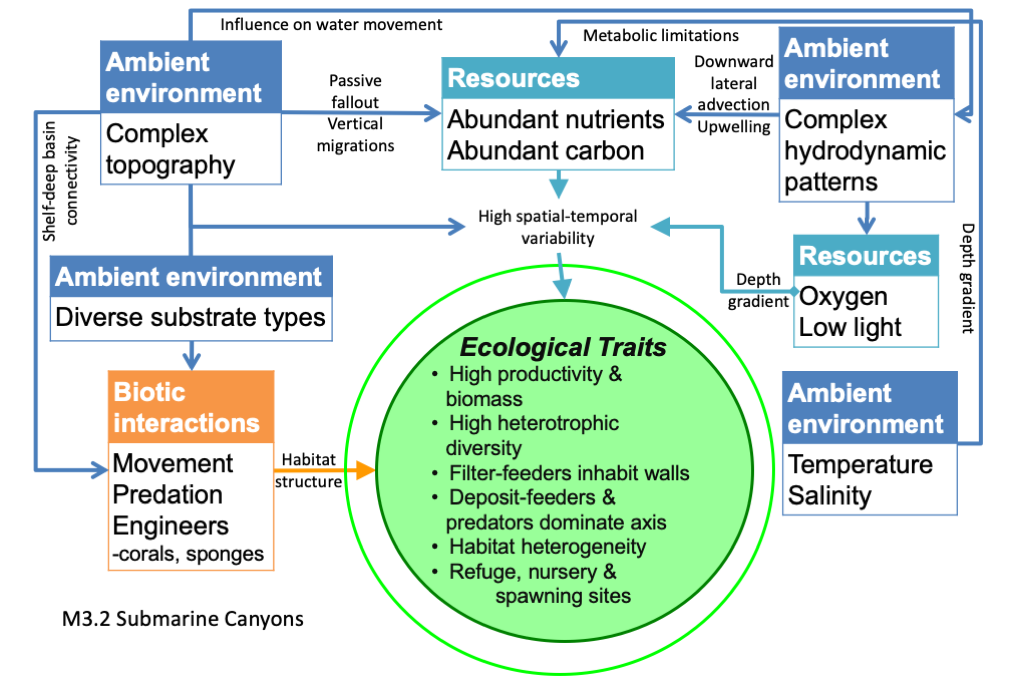 Influence on water movement
Metabolic limitations
Ambient
environment
Complex
topography
Passive
fallout
Vertical
migrations
Resources
Abundant nutrients
Abundant carbon
Downward
lateral
advection
Upwelling
Ambient
environment
Complex
hydrodynamic
patterns
Shelf-deep basin
connectivity
High spatial-temporal
variability
Depth gradient
Resources
Oxygen
Low light
Depth
gradient
Ambient environment
Diverse substrate types
Biotic
interactions
Movement
Predation
Engineers
-corals, sponges
Habitat
structure
Ecological Traits
• High productivity &
biomass
• High heterotrophic
diversity
• Filter-feeders inhabit walls
• Deposit-feeders &
predators dominate axis
• Habitat heterogeneity
• Refuge, nursery &
spawning sites
Ambient
environment
Temperature
Salinity
M3.2 Submarine Canyons